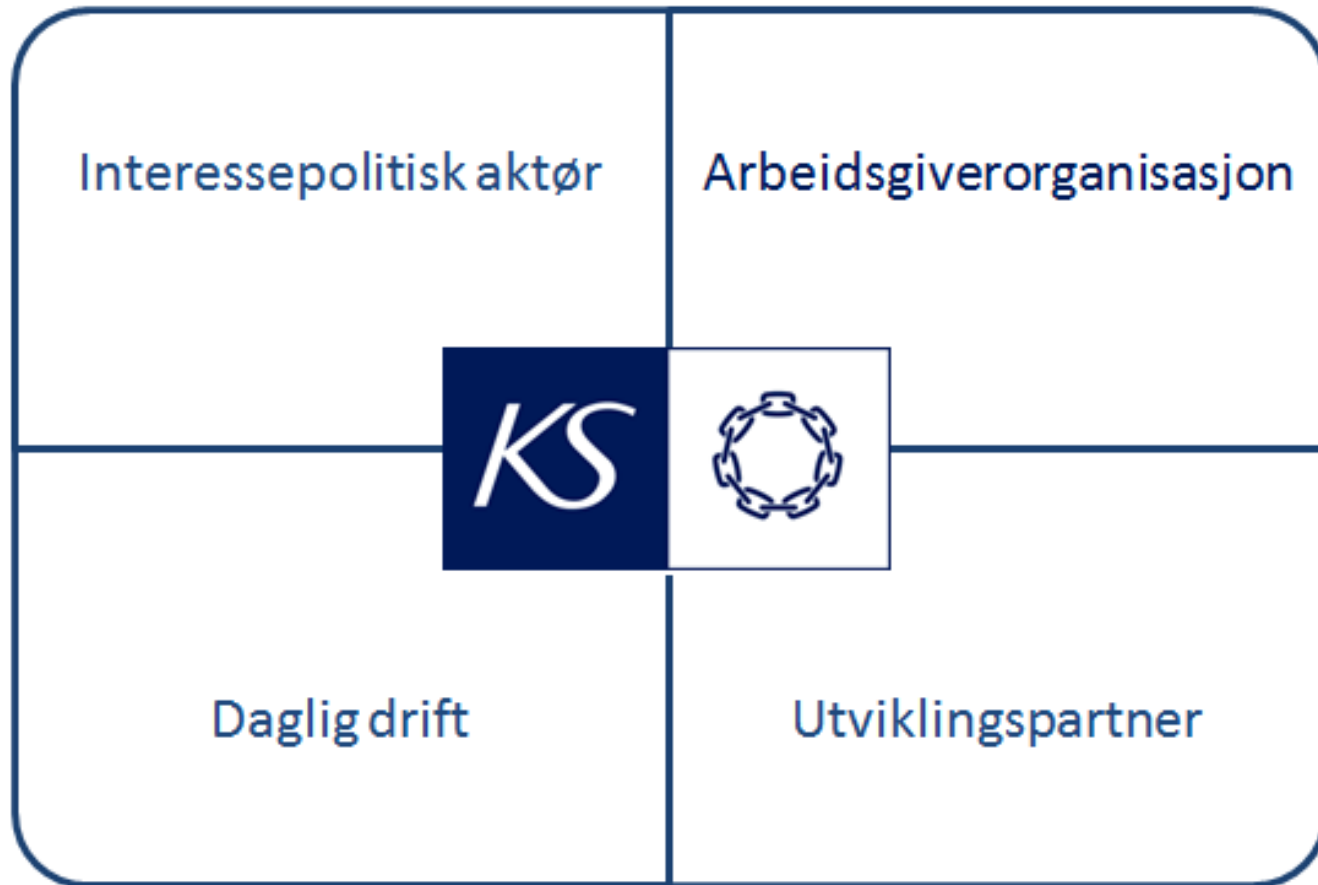 Interessepolitisk aktør
Arbeidsgiverorganisasjon
KS
Daglig drift
Utviklingspartner